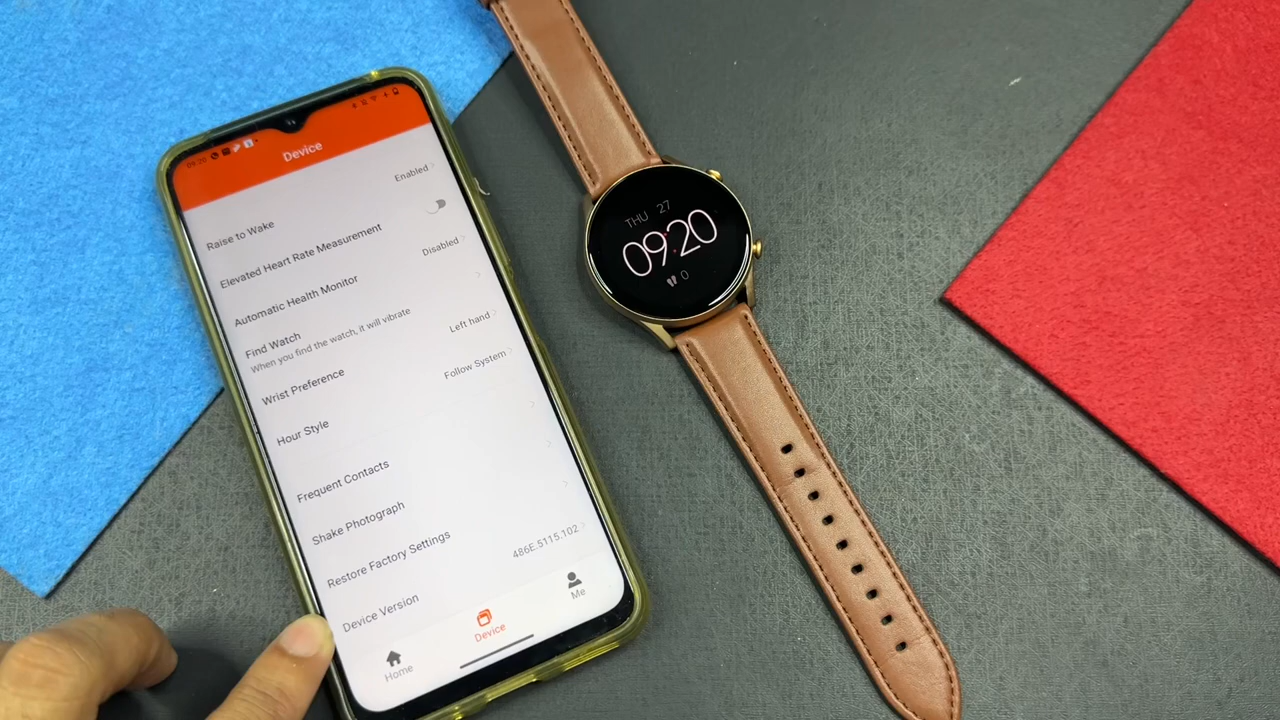 09:20
Device
Raise to Wake
Enabled
Elevated Heart Rate Measurement
Automatic Health Monitor
Disabled
Find Watch
When you find the watch, it will vibrate
Wrist Preference
Left hand
Hour Style
Follow System
Frequent Contacts
Shake Photograph
Restore Factory Settings
Device Version
486E.5115.102
Home
Device
Me
THU 27
09:20
0